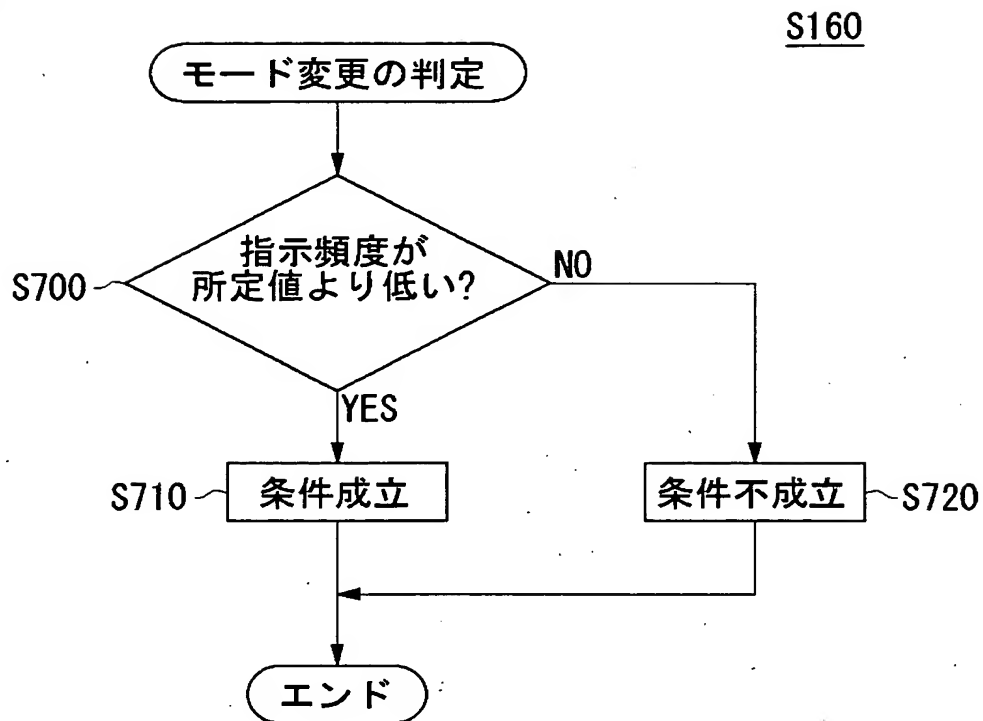 S160
モード変更の判定
指示頻度が
所定値より低い?
S700
NO
YES
S710
条件成立
条件不成立
S720
エンド